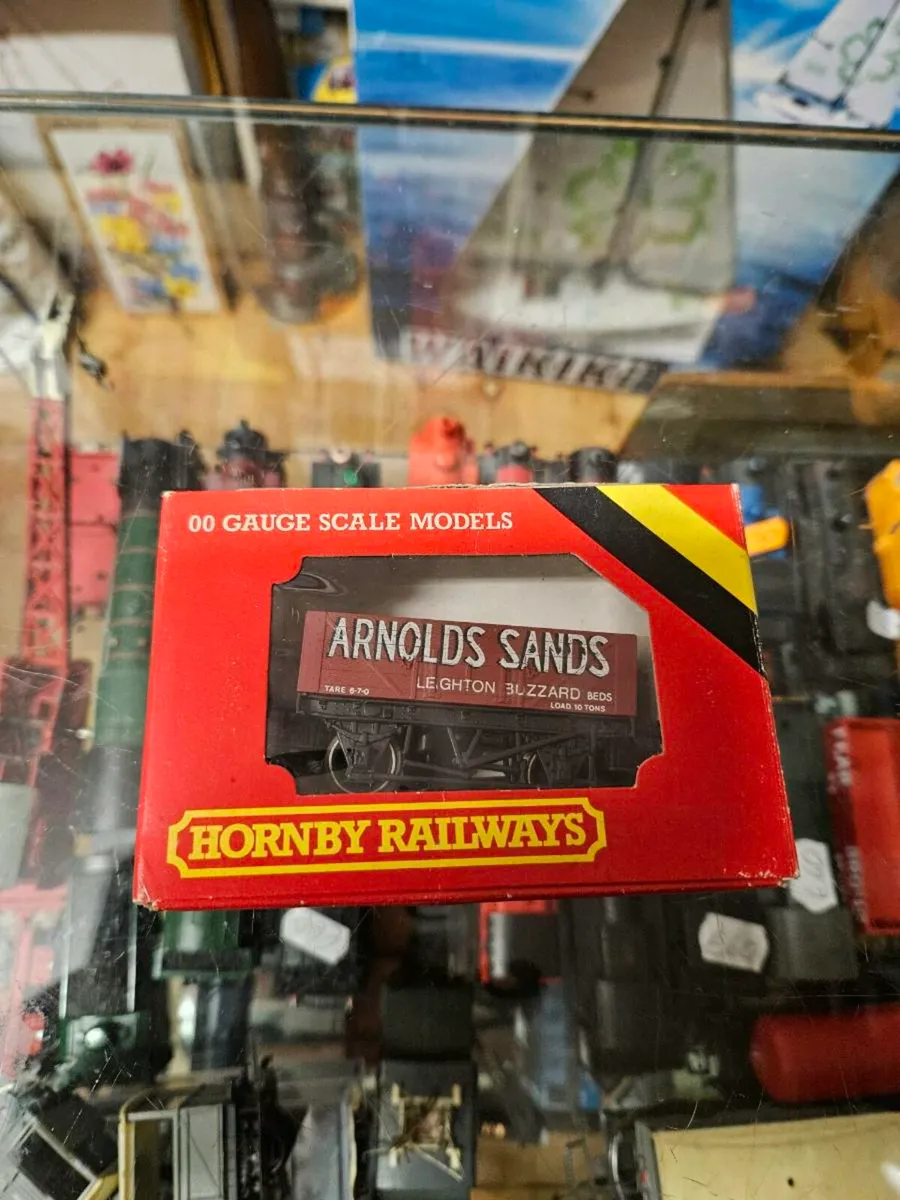 WAIKIKI
00 GAUGE SCALE MODELS
ARNOLDS SANDS
LEIGHTON BUZZARD BEDS
TARE 6-7-0
LOAD 10 TONS
HORNBY RAILWAYS